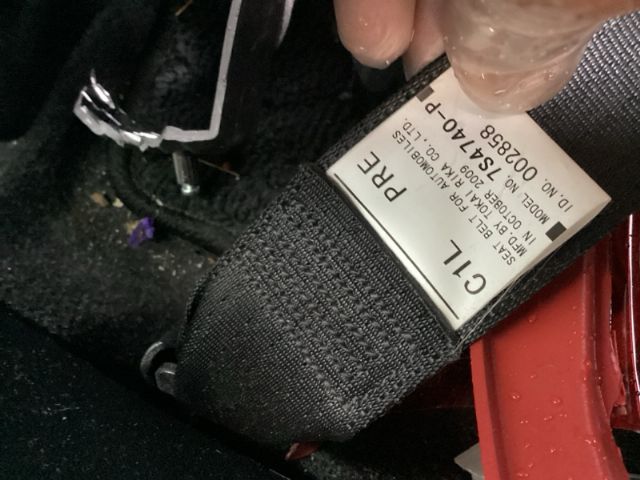 C1L PRE
SEAT BELT FOR AUTOMOBILES
MFD. BY TOKAI RIKA CO., LTD.
IN OCTOBER 2009
MODEL NO. 7S4740-P
ID. NO. 002858